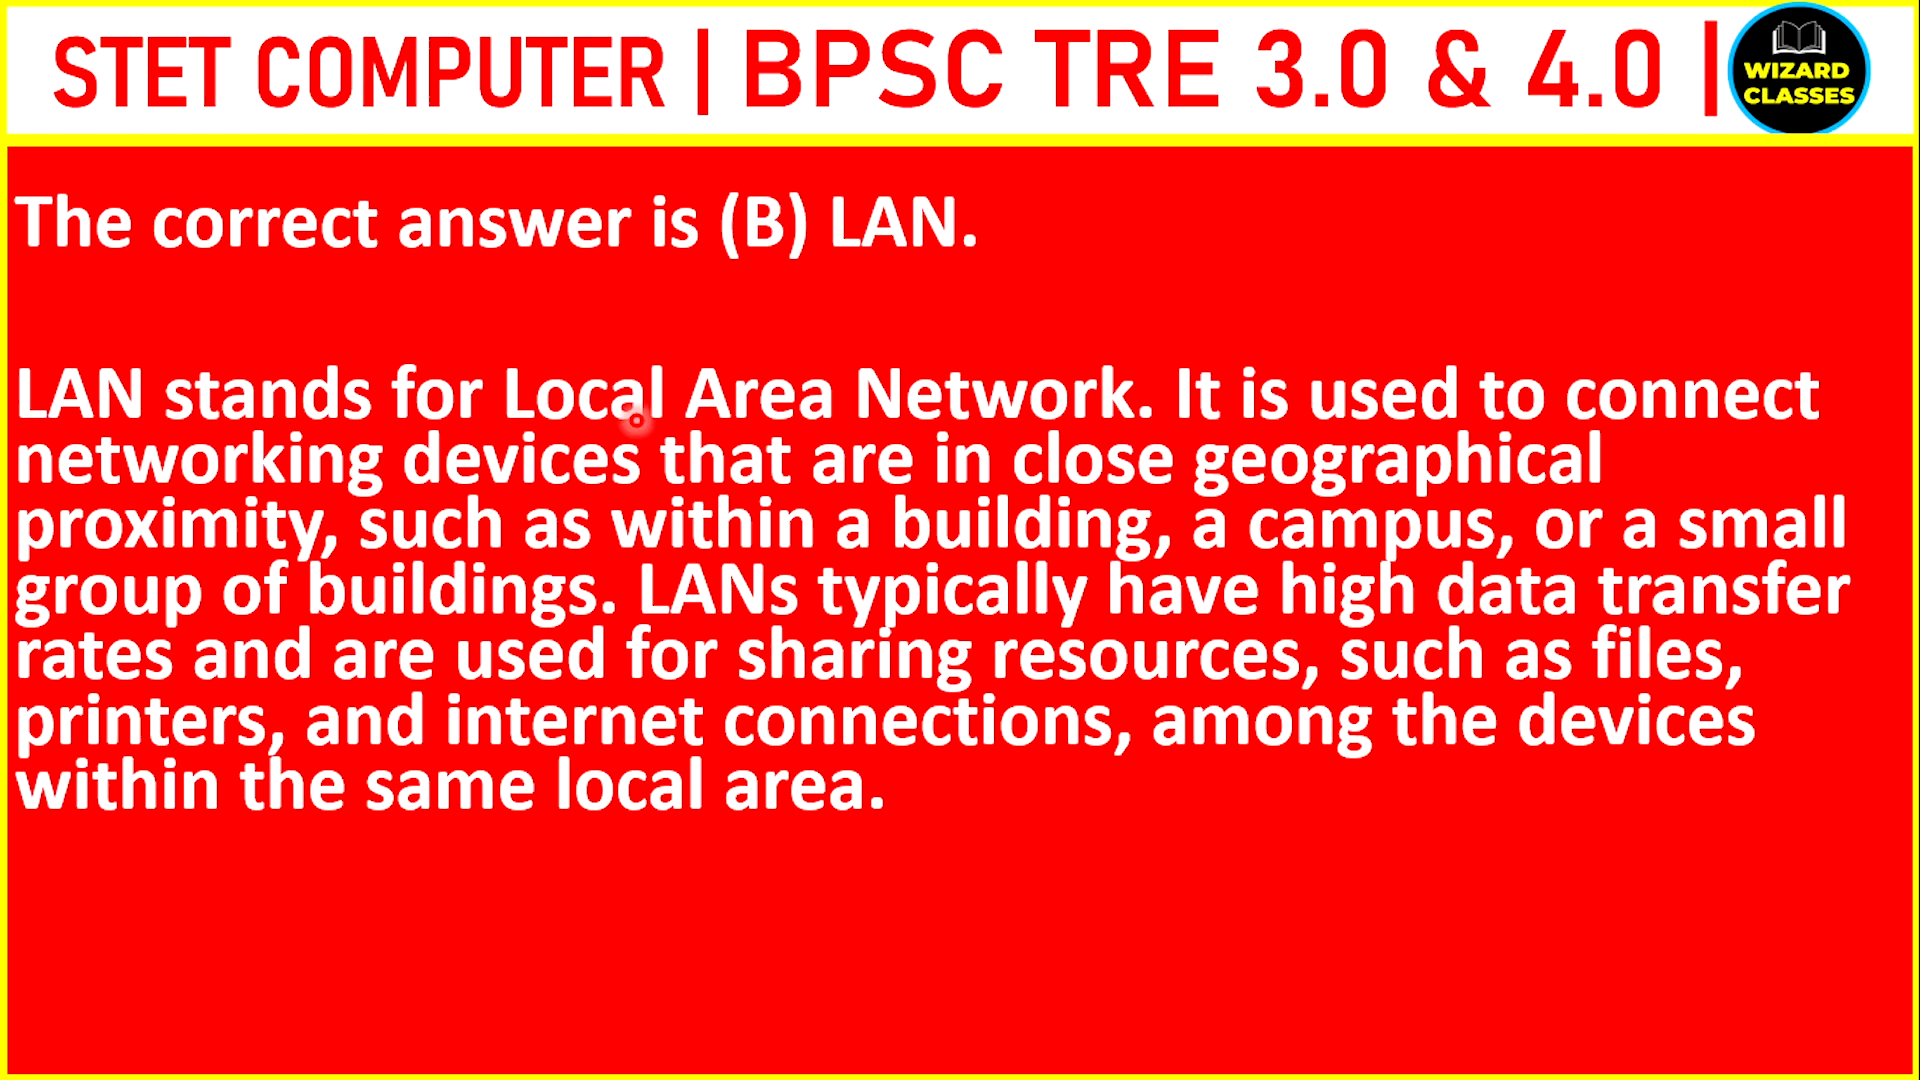 STET COMPUTER | BPSC TRE 3.0 & 4.0 |
WIZARD
CLASSES
The correct answer is (B) LAN.
LAN stands for Local Area Network. It is used to connect
networking devices that are in close geographical
proximity, such as within a building, a campus, or a small
group of buildings. LANs typically have high data transfer
rates and are used for sharing resources, such as files,
printers, and internet connections, among the devices
within the same local area.